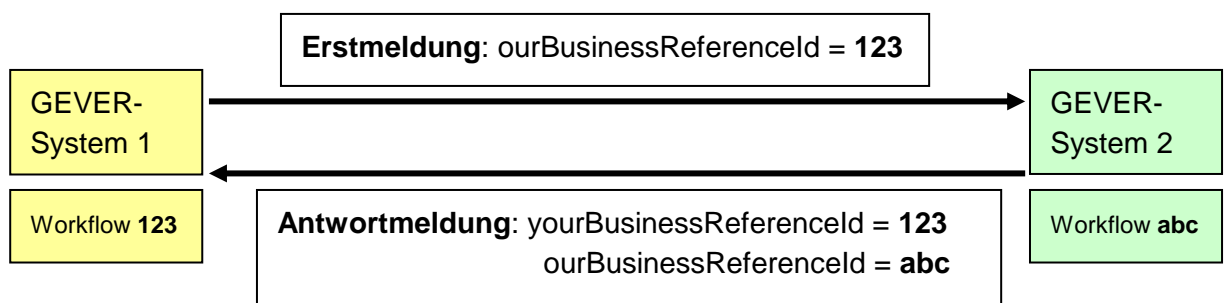 Erstmeldung: ourBusinessReferenceId = 123
GEVER-
System 1
GEVER-
System 2
Workflow 123
Antwortmeldung: yourBusinessReferenceId = 123
ourBusinessReferenceId = abc
Workflow abc